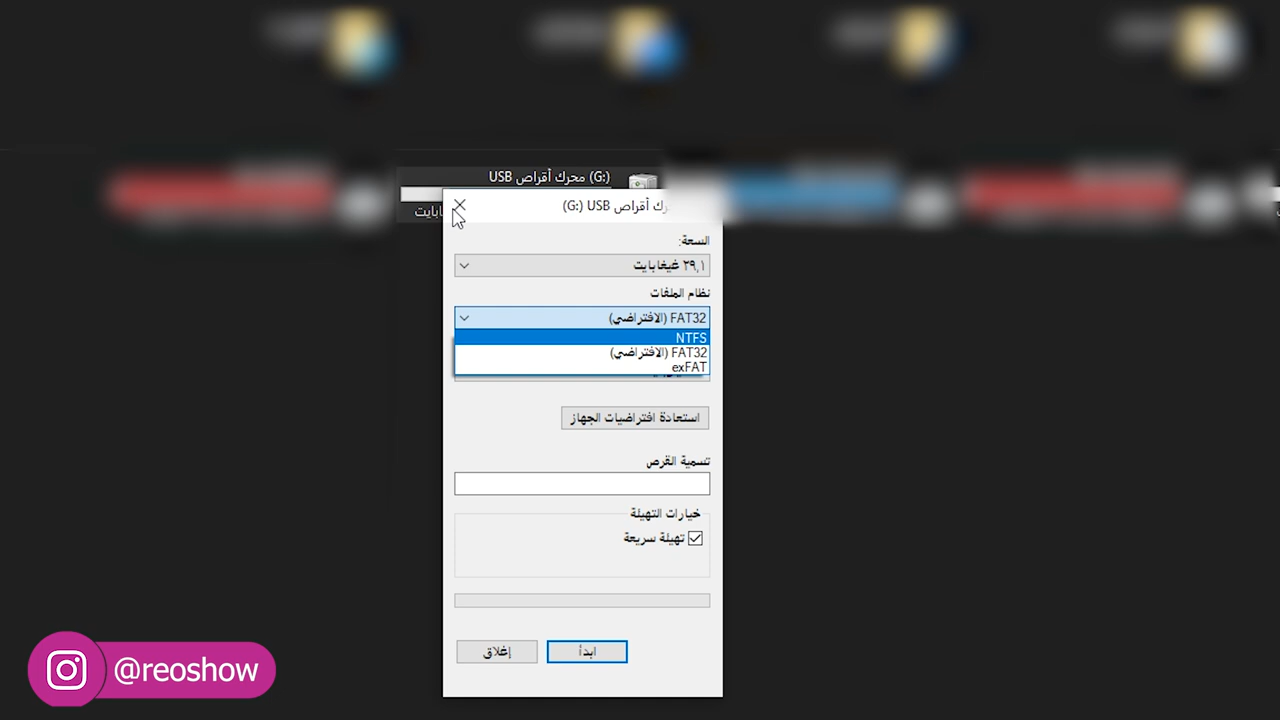 محرك أقراص USB (G:)
ابايت
رك أقراص USB (G:)
السعة:
٢٩,١ غيغابايت
نظام الملفات
FAT32 (الافتراضي)
NTFS
FAT32 (الافتراضي)
exFAT
استعادة افتراضيات الجهاز
تسمية القرص
خيارات التهيئة
تهيئة سريعة
ابدأ
إغلاق
@reoshow